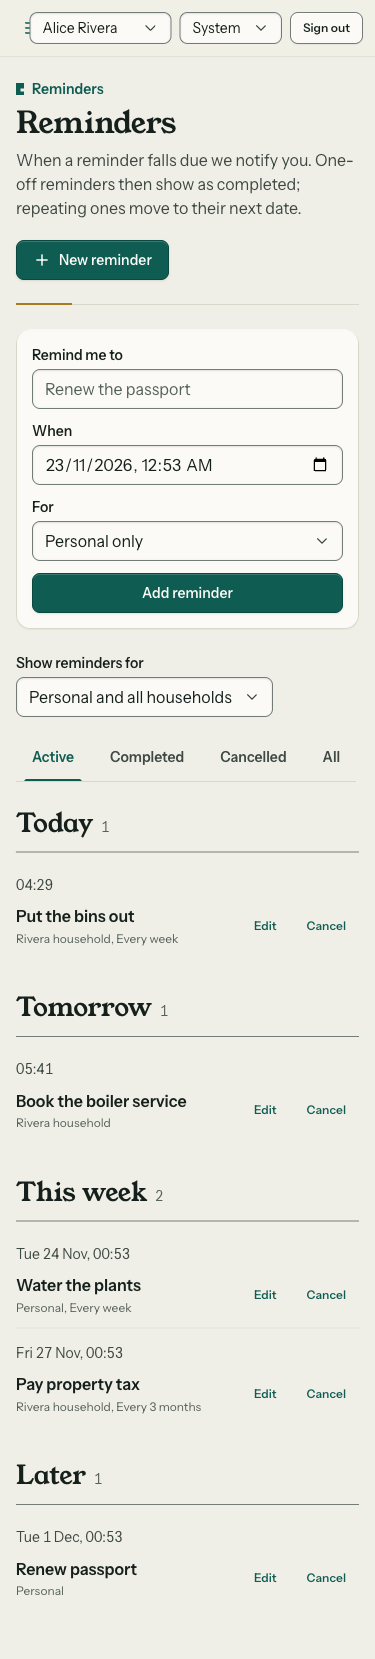 Alice Rivera
System
Sign out
Reminders
Reminders
When a reminder falls due we notify you. One-
off reminders then show as completed;
repeating ones move to their next date.
New reminder
Remind me to
Renew the passport
When
23/11/2026, 12:53 AM
For
Personal only
Add reminder
Show reminders for
Personal and all households
Active
Completed
Cancelled
All
Today 1
04:29
Put the bins out
Rivera household, Every week
Edit
Cancel
Tomorrow 1
05:41
Book the boiler service
Rivera household
Edit
Cancel
This week 2
Tue 24 Nov, 00:53
Water the plants
Personal, Every week
Edit
Cancel
Fri 27 Nov, 00:53
Pay property tax
Rivera household, Every 3 months
Edit
Cancel
Later 1
Tue 1 Dec, 00:53
Renew passport
Personal
Edit
Cancel